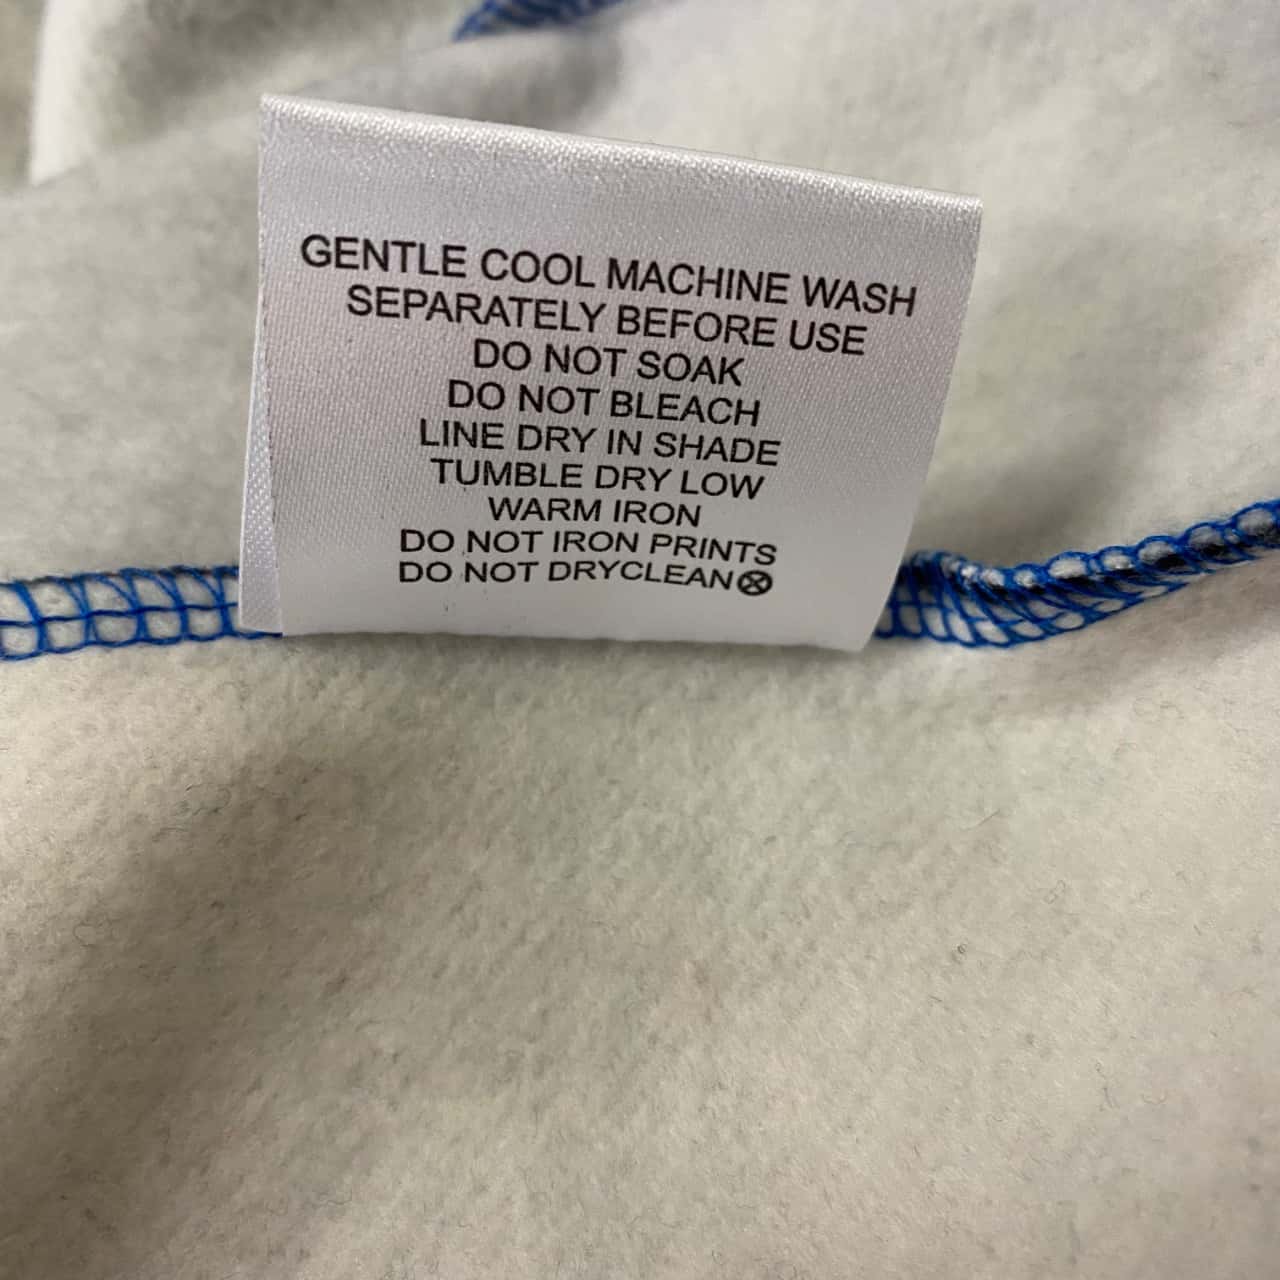 GENTLE COOL MACHINE WASH
SEPARATELY BEFORE USE
DO NOT SOAK
DO NOT BLEACH
LINE DRY IN SHADE
TUMBLE DRY LOW
WARM IRON
DO NOT IRON PRINTS
DO NOT DRYCLEAN